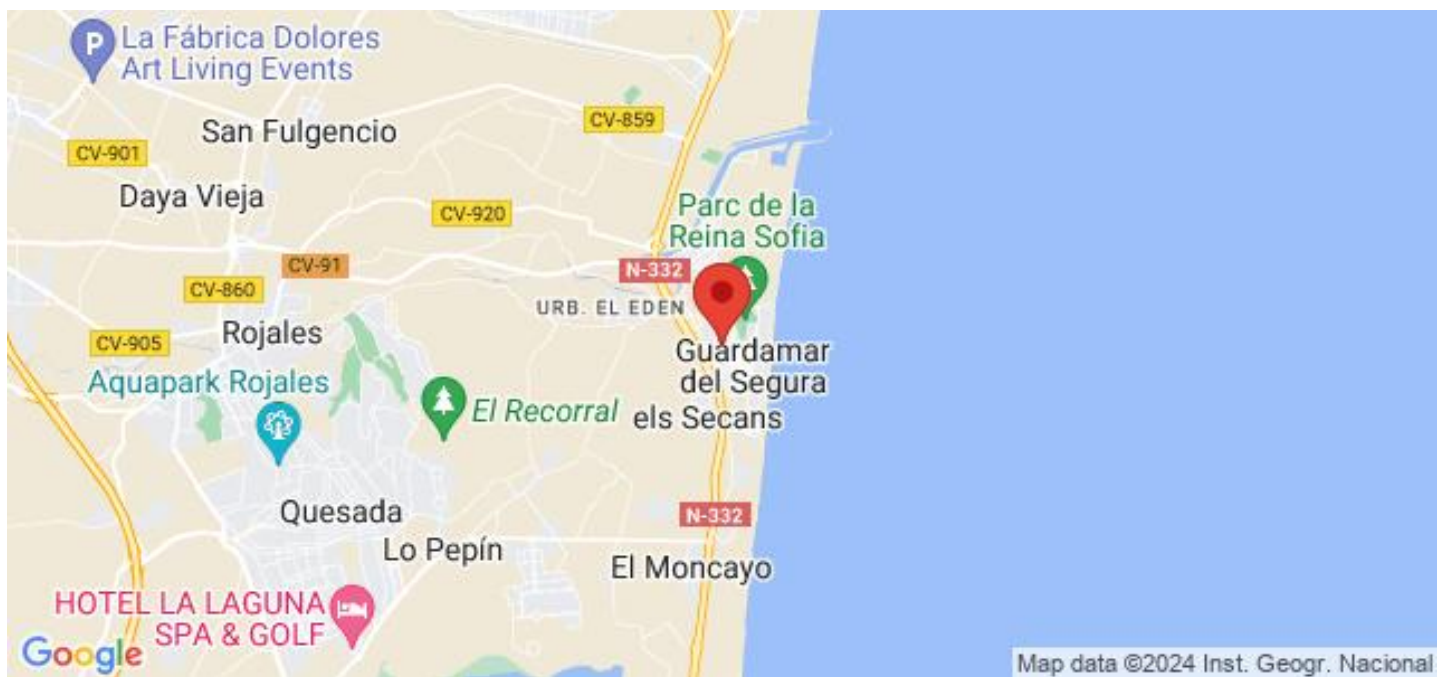 P
La Fábrica Dolores
Art Living Events
CV-859
San Fulgencio
CV-901
Daya Vieja
CV-920
Parc de la
Reina Sofia
CV-91
N-332
CV-860
URB. EL EDEN
Rojales
CV-905
Guardamar
del Segura
Aquapark Rojales
El Recorral
els Secans
Quesada
N-332
Lo Pepín
El Moncayo
HOTEL LA LAGUNA
SPA & GOLF
Google
Map data ©2024 Inst. Geogr. Nacional